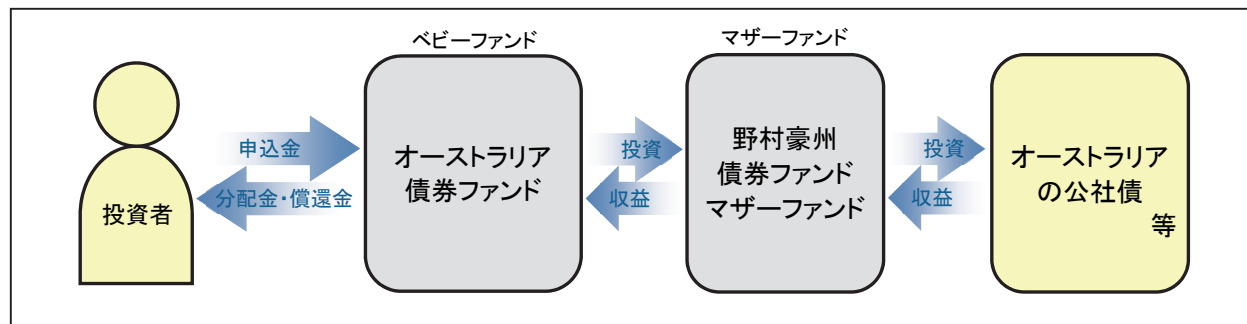 ベビーファンド
マザーファンド
投資者
申込金
分配金・償還金
オーストラリア
債券ファンド
投資
収益
野村豪州
債券ファンド
マザーファンド
投資
収益
オーストラリア
の公社債
等